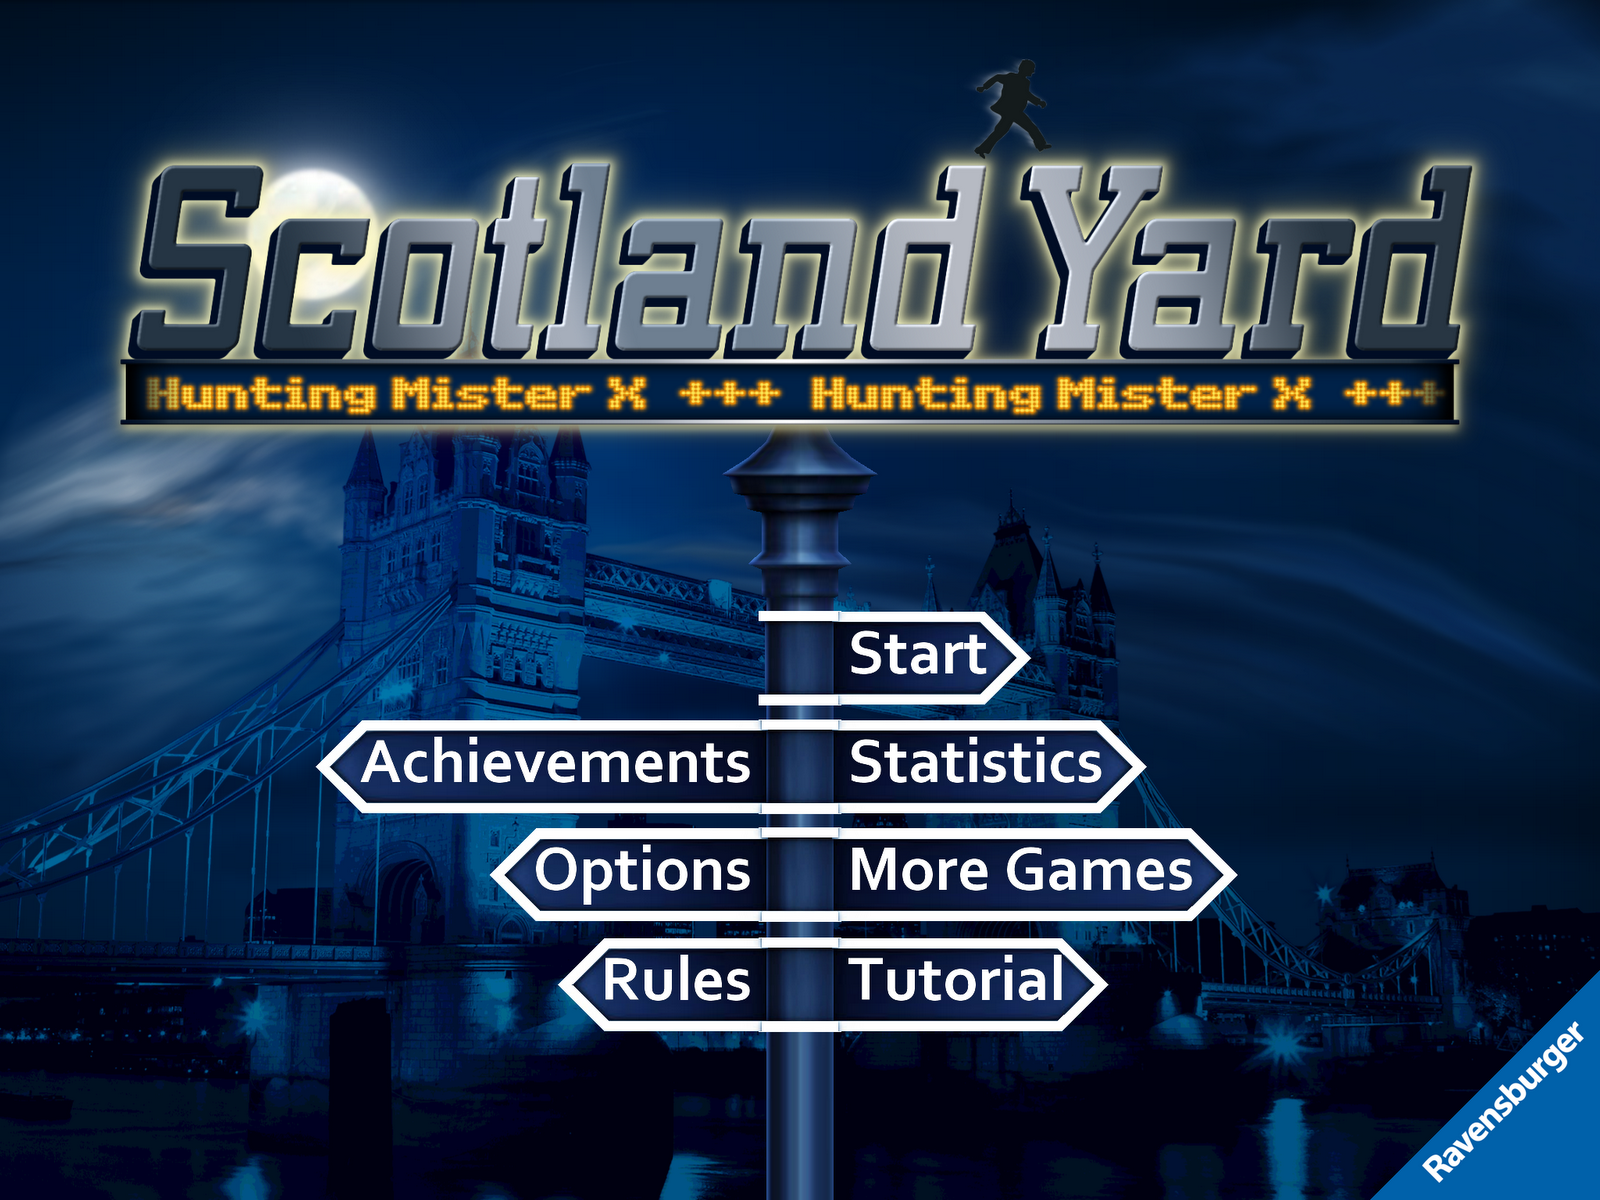 Scotland Yard
Hunting Mister X +++ Hunting Mister X +++
Start
Achievements
Statistics
Options
More Games
Rules
Tutorial
Ravensburger